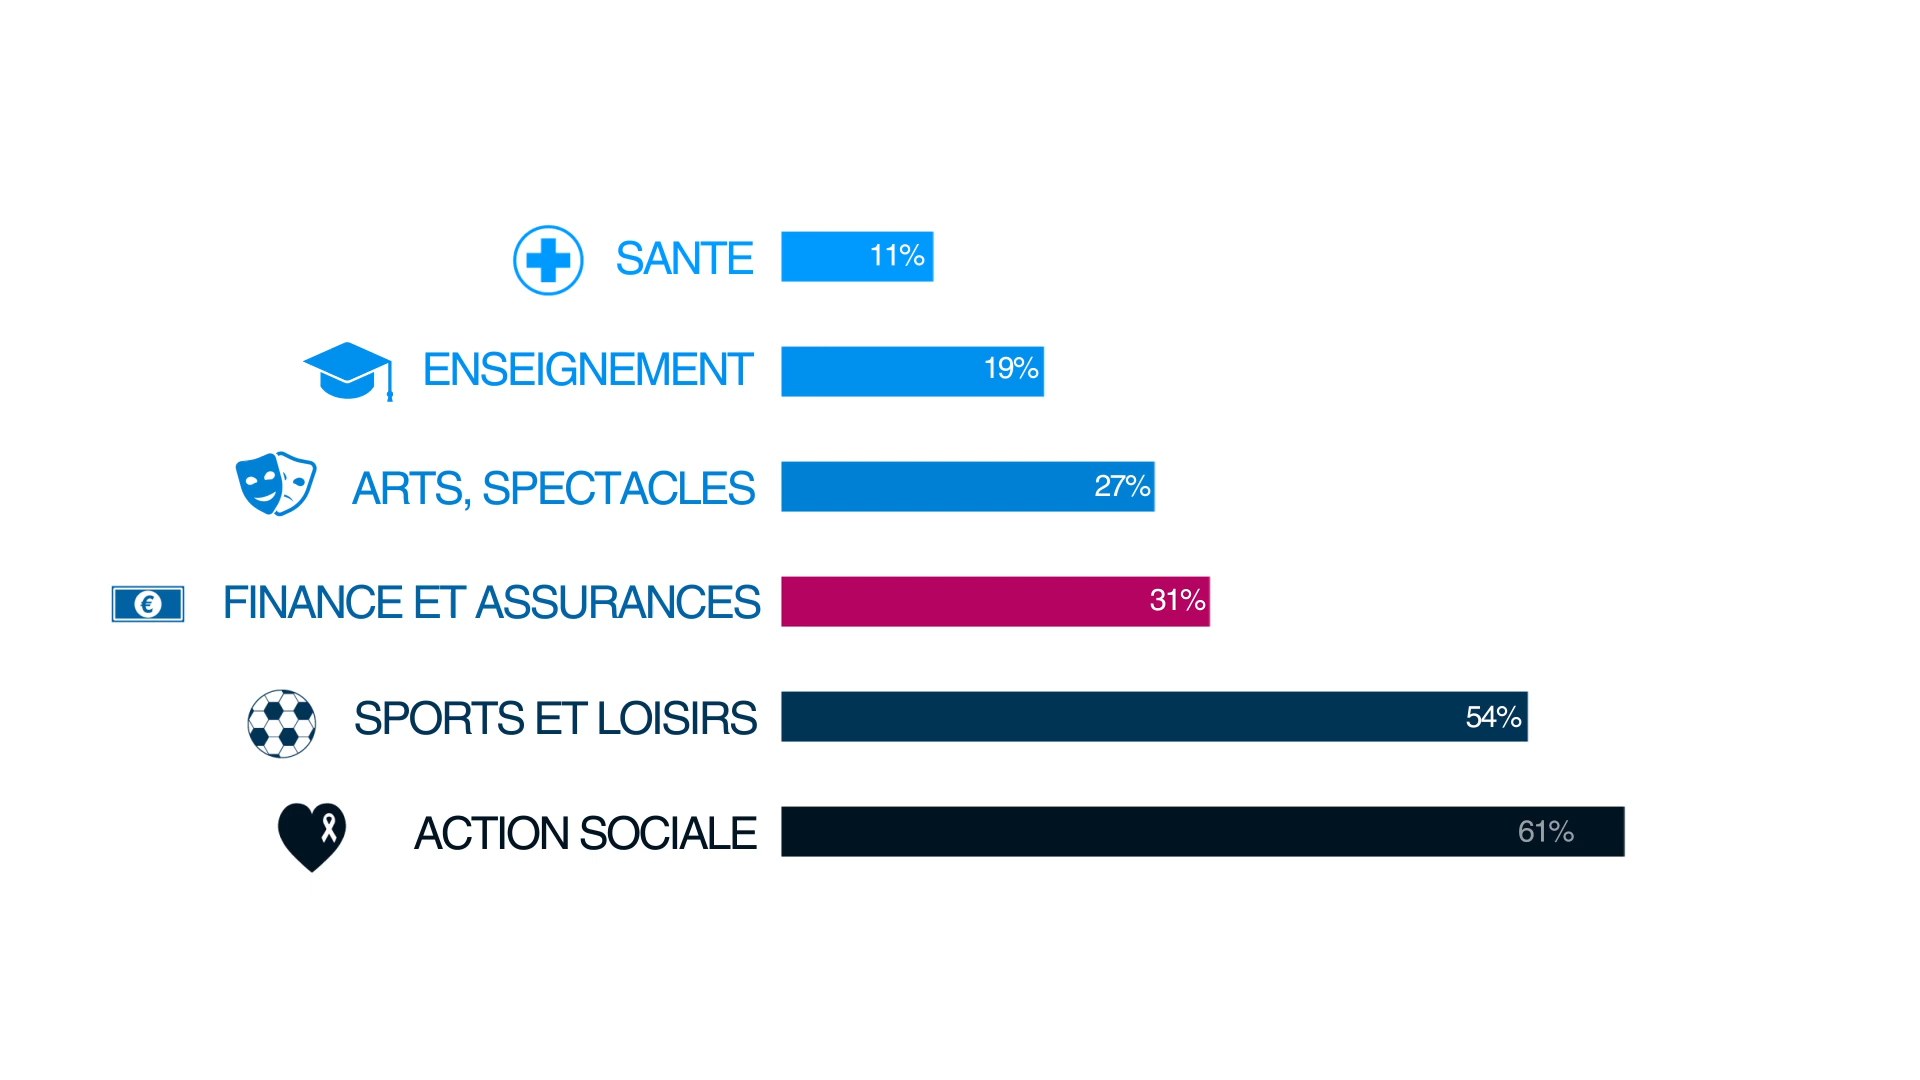 SANTE 11%
ENSEIGNEMENT 19%
ARTS, SPECTACLES 27%
€ FINANCE ET ASSURANCES 31%
SPORTS ET LOISIRS 54%
ACTION SOCIALE 61%